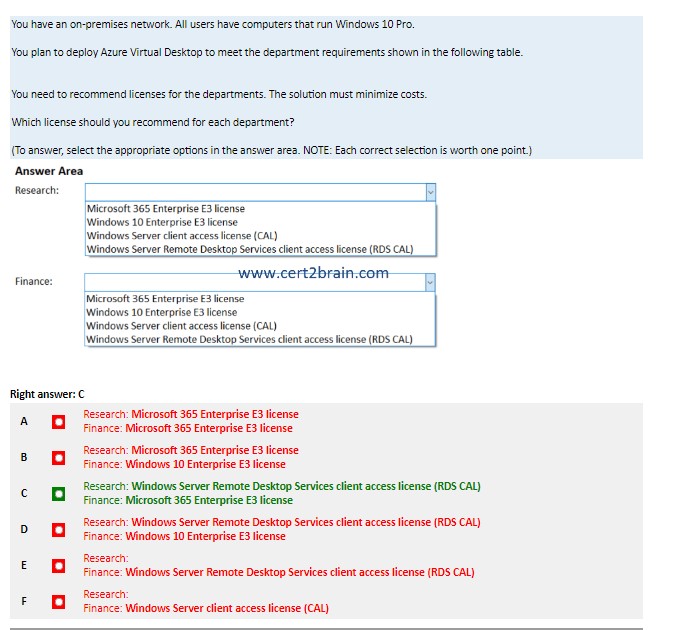 You have an on-premises network. All users have computers that run Windows 10 Pro.
You plan to deploy Azure Virtual Desktop to meet the department requirements shown in the following table.
You need to recommend licenses for the departments. The solution must minimize costs.
Which license should you recommend for each department?
(To answer, select the appropriate options in the answer area. NOTE: Each correct selection is worth one point.)
Answer Area
Research:
Microsoft 365 Enterprise E3 license
Windows 10 Enterprise E3 license
Windows Server client access license (CAL)
Windows Server Remote Desktop Services client access license (RDS CAL)
www.cert2brain.com
Finance:
Microsoft 365 Enterprise E3 license
Windows 10 Enterprise E3 license
Windows Server client access license (CAL)
Windows Server Remote Desktop Services client access license (RDS CAL)
Right answer: C
A
Research: Microsoft 365 Enterprise E3 license
Finance: Microsoft 365 Enterprise E3 license
B
Research: Microsoft 365 Enterprise E3 license
Finance: Windows 10 Enterprise E3 license
C
Research: Windows Server Remote Desktop Services client access license (RDS CAL)
Finance: Microsoft 365 Enterprise E3 license
D
Research: Windows Server Remote Desktop Services client access license (RDS CAL)
Finance: Windows 10 Enterprise E3 license
E
Research:
Finance: Windows Server Remote Desktop Services client access license (RDS CAL)
F
Research:
Finance: Windows Server client access license (CAL)